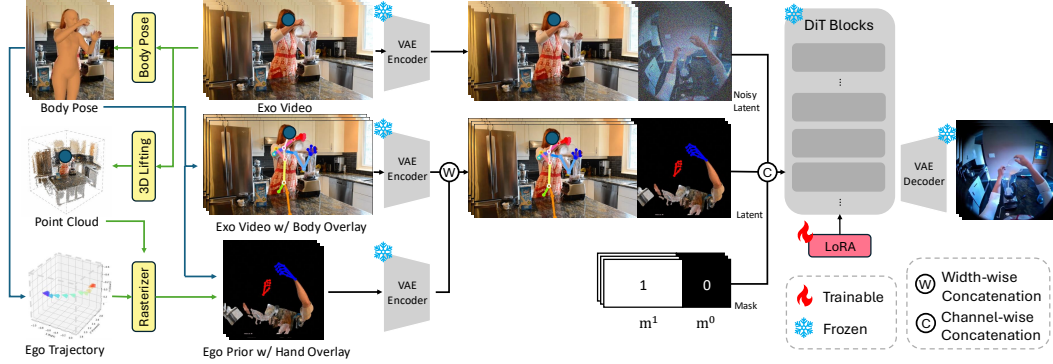 Body Pose
Body Pose
3D Lifting
Point Cloud
Rasterizer
Ego Trajectory
Exo Video
Exo Video w/ Body Overlay
Ego Prior w/ Hand Overlay
VAE
Encoder
VAE
Encoder
VAE
Encoder
W
Noisy
Latent
Latent
1
0
Mask
m¹
m⁰
C
DiT Blocks
...
...
...
LoRA
VAE
Decoder
Trainable
Frozen
W
Width-wise
Concatenation
C
Channel-wise
Concatenation